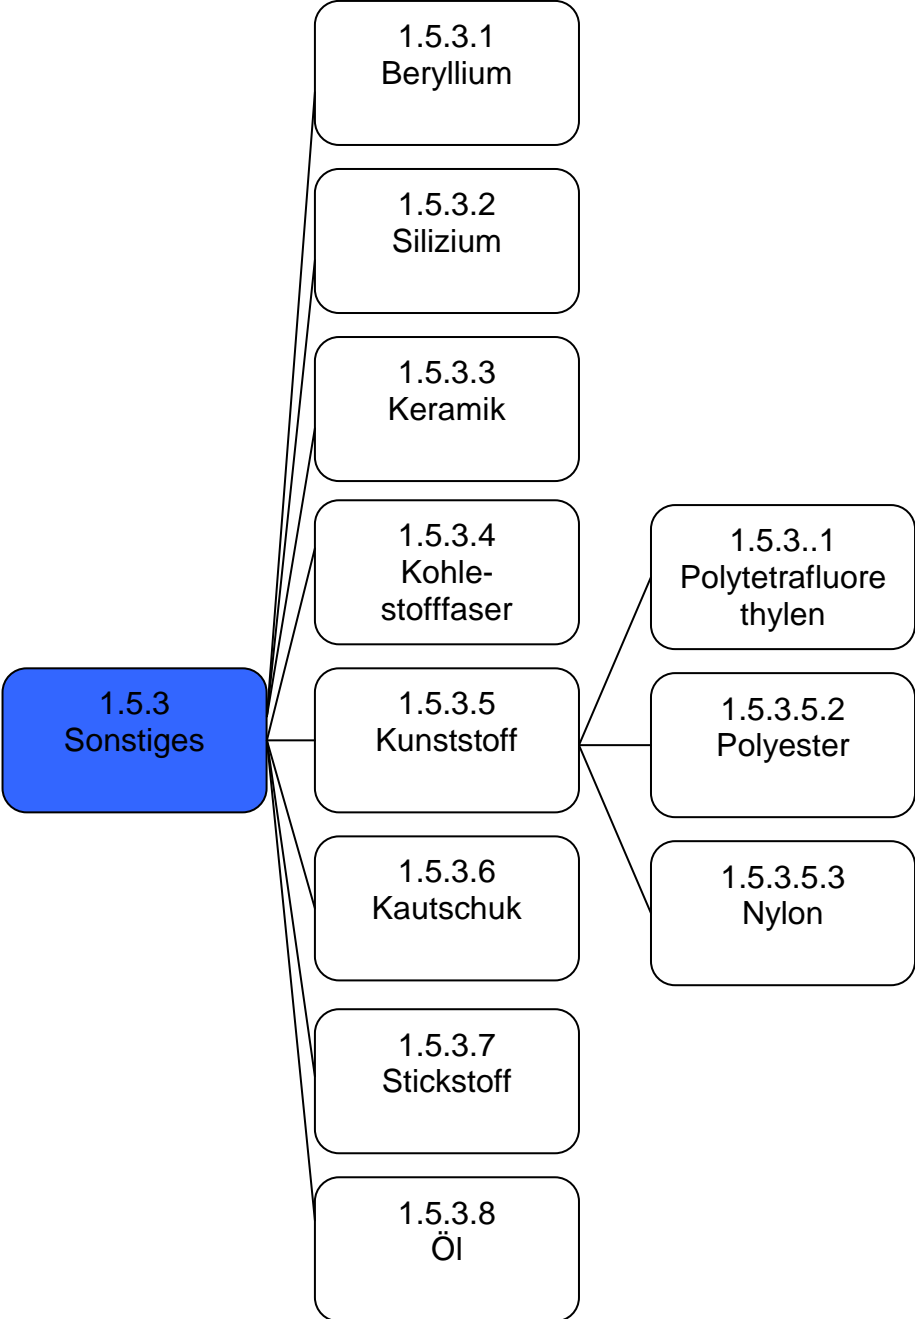 1.5.3.1
Beryllium
1.5.3.2
Silizium
1.5.3.3
Keramik
1.5.3.4
Kohle-
stofffaser
1.5.3..1
Polytetrafluore
thylen
1.5.3
Sonstiges
1.5.3.5
Kunststoff
1.5.3.5.2
Polyester
1.5.3.6
Kautschuk
1.5.3.5.3
Nylon
1.5.3.7
Stickstoff
1.5.3.8
Öl